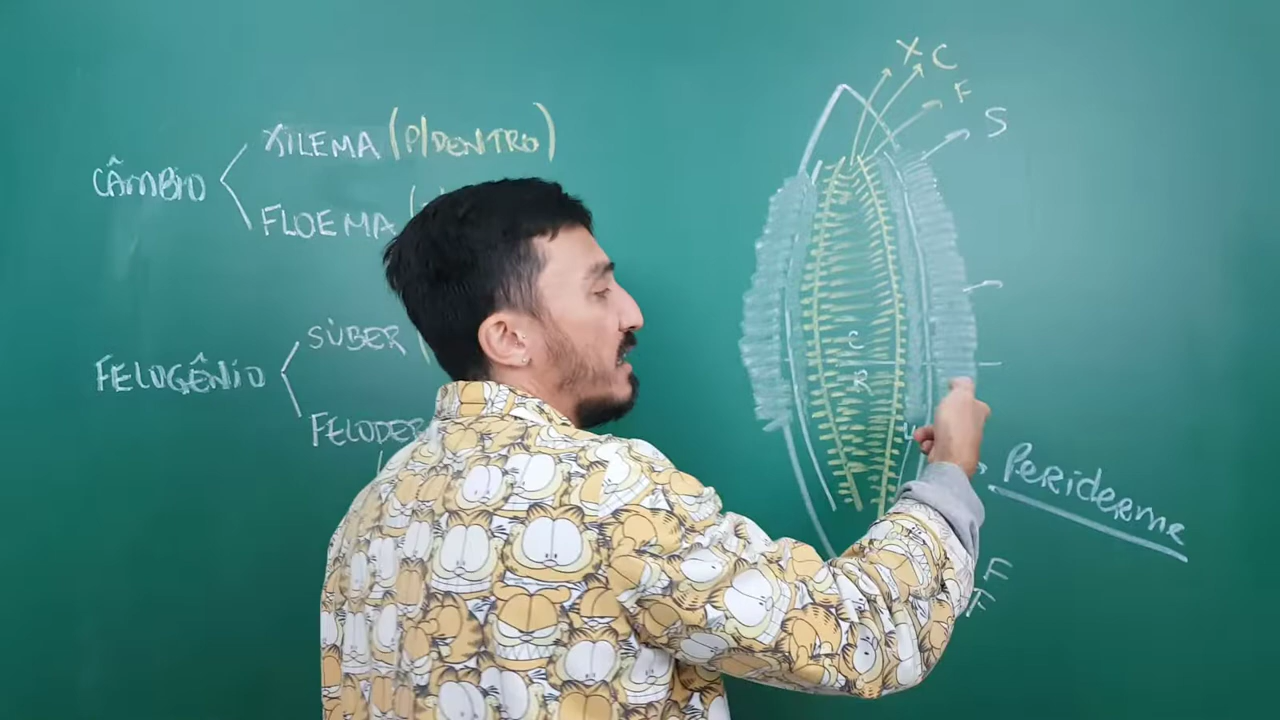 CÂMBIO
XILEMA (P/DENTRO)
FLOEMA (
FELOGÊNIO
SÚBER
FELODER
X
C
F
S
C
Periderme
F
F